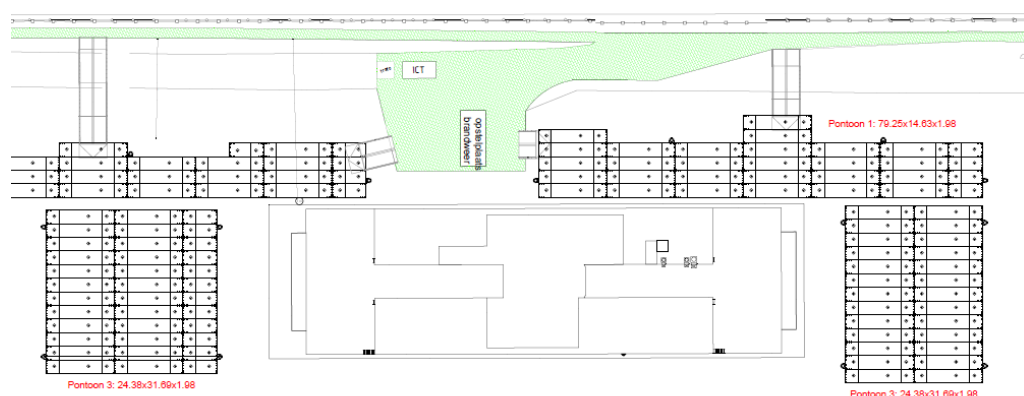 ICT
opstelplaats
brandweer
Pontoon 1: 79.25x14.63x1.98
Pontoon 3: 24.38x31.69x1.98
Pontoon 3: 24.38x31.69x1.98